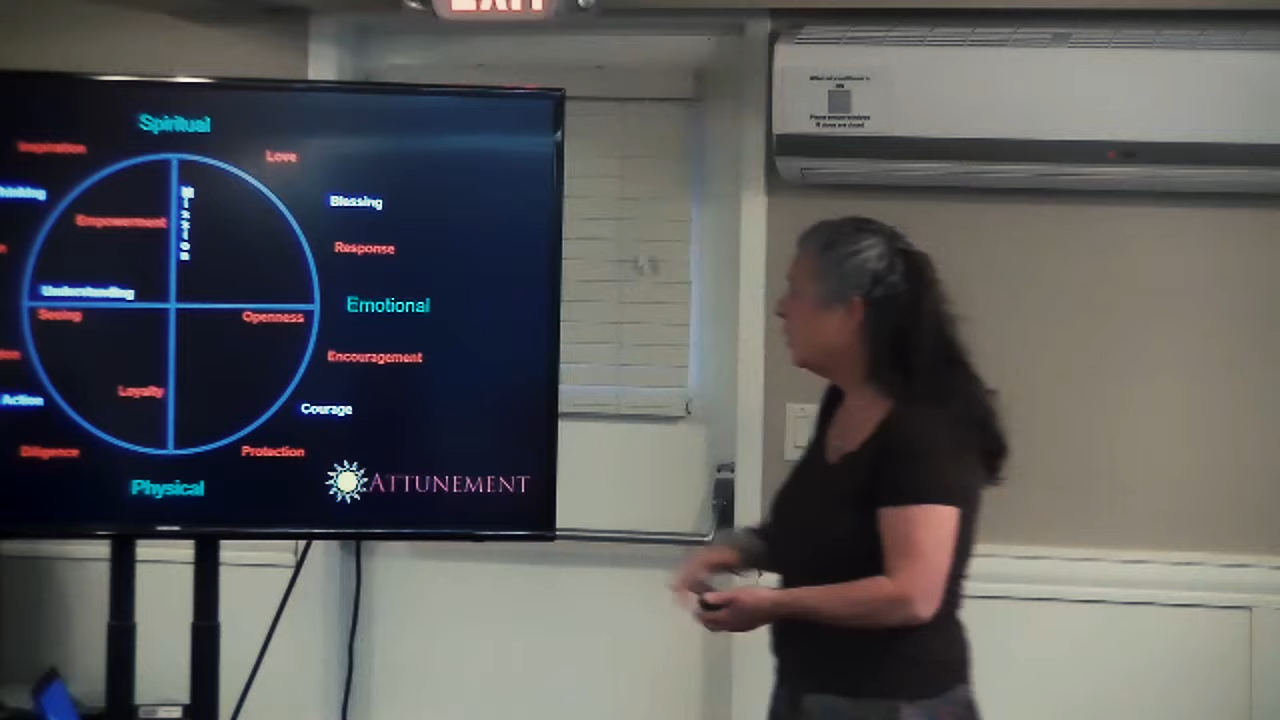 EXIT
Spiritual
Inspiration
Love
Blessing
Mission
Empowerment
Response
Understanding
Emotional
Seeing
Openness
Encouragement
Loyalty
Action
Courage
Diligence
Protection
Physical
ATTUNEMENT